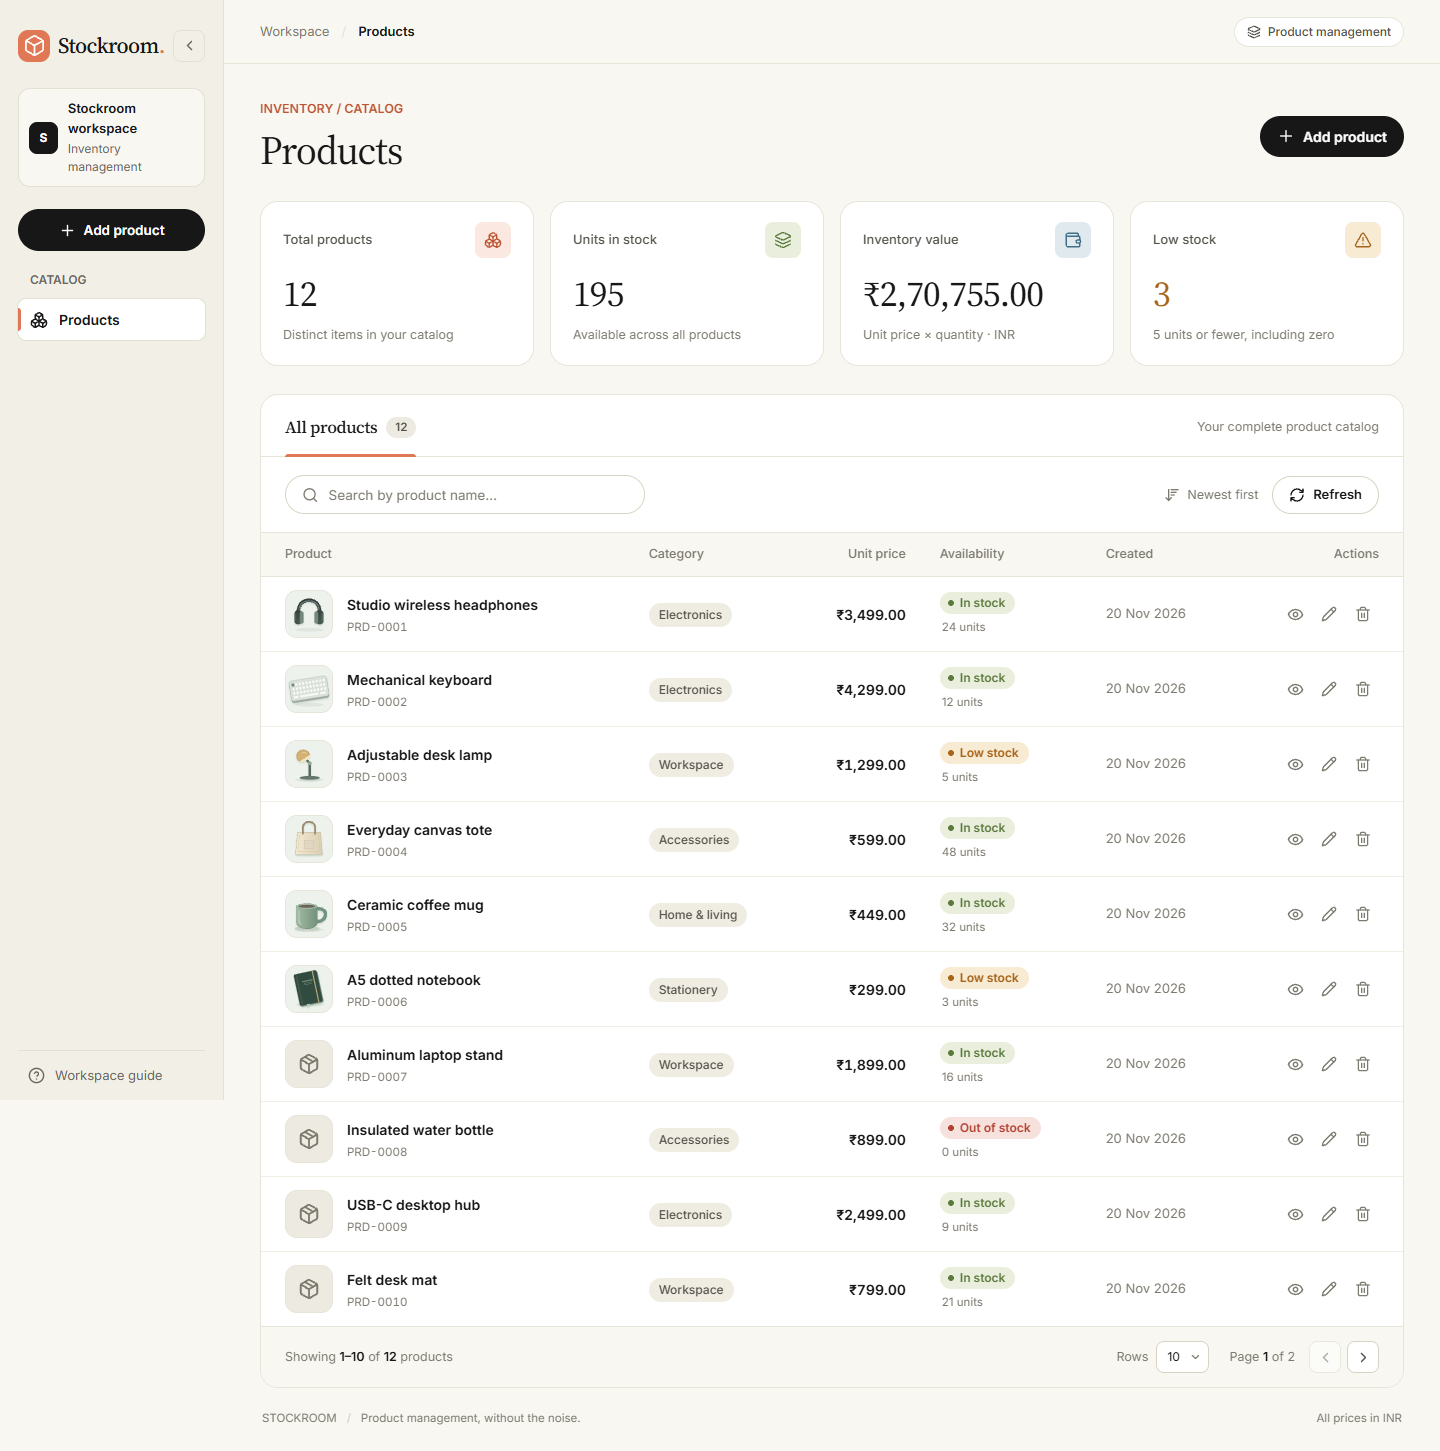 Stockroom.
Stockroom
workspace
S
Inventory
management
Add product
CATALOG
Products
Workspace guide
Workspace / Products
Product management
INVENTORY / CATALOG
Products
Add product
Total products
12
Distinct items in your catalog
Units in stock
195
Available across all products
Inventory value
₹2,70,755.00
Unit price × quantity · INR
Low stock
3
5 units or fewer, including zero
All products 12
Your complete product catalog
Search by product name...
Newest first
Refresh
Product Category Unit price Availability Created Actions
Studio wireless headphones
PRD-0001
Electronics
₹3,499.00
In stock
24 units
20 Nov 2026
Mechanical keyboard
PRD-0002
Electronics
₹4,299.00
In stock
12 units
20 Nov 2026
Adjustable desk lamp
PRD-0003
Workspace
₹1,299.00
Low stock
5 units
20 Nov 2026
Everyday canvas tote
PRD-0004
Accessories
₹599.00
In stock
48 units
20 Nov 2026
Ceramic coffee mug
PRD-0005
Home & living
₹449.00
In stock
32 units
20 Nov 2026
A5 dotted notebook
PRD-0006
Stationery
₹299.00
Low stock
3 units
20 Nov 2026
Aluminum laptop stand
PRD-0007
Workspace
₹1,899.00
In stock
16 units
20 Nov 2026
Insulated water bottle
PRD-0008
Accessories
₹899.00
Out of stock
0 units
20 Nov 2026
USB-C desktop hub
PRD-0009
Electronics
₹2,499.00
In stock
9 units
20 Nov 2026
Felt desk mat
PRD-0010
Workspace
₹799.00
In stock
21 units
20 Nov 2026
Showing 1–10 of 12 products
Rows 10
Page 1 of 2
STOCKROOM / Product management, without the noise.
All prices in INR